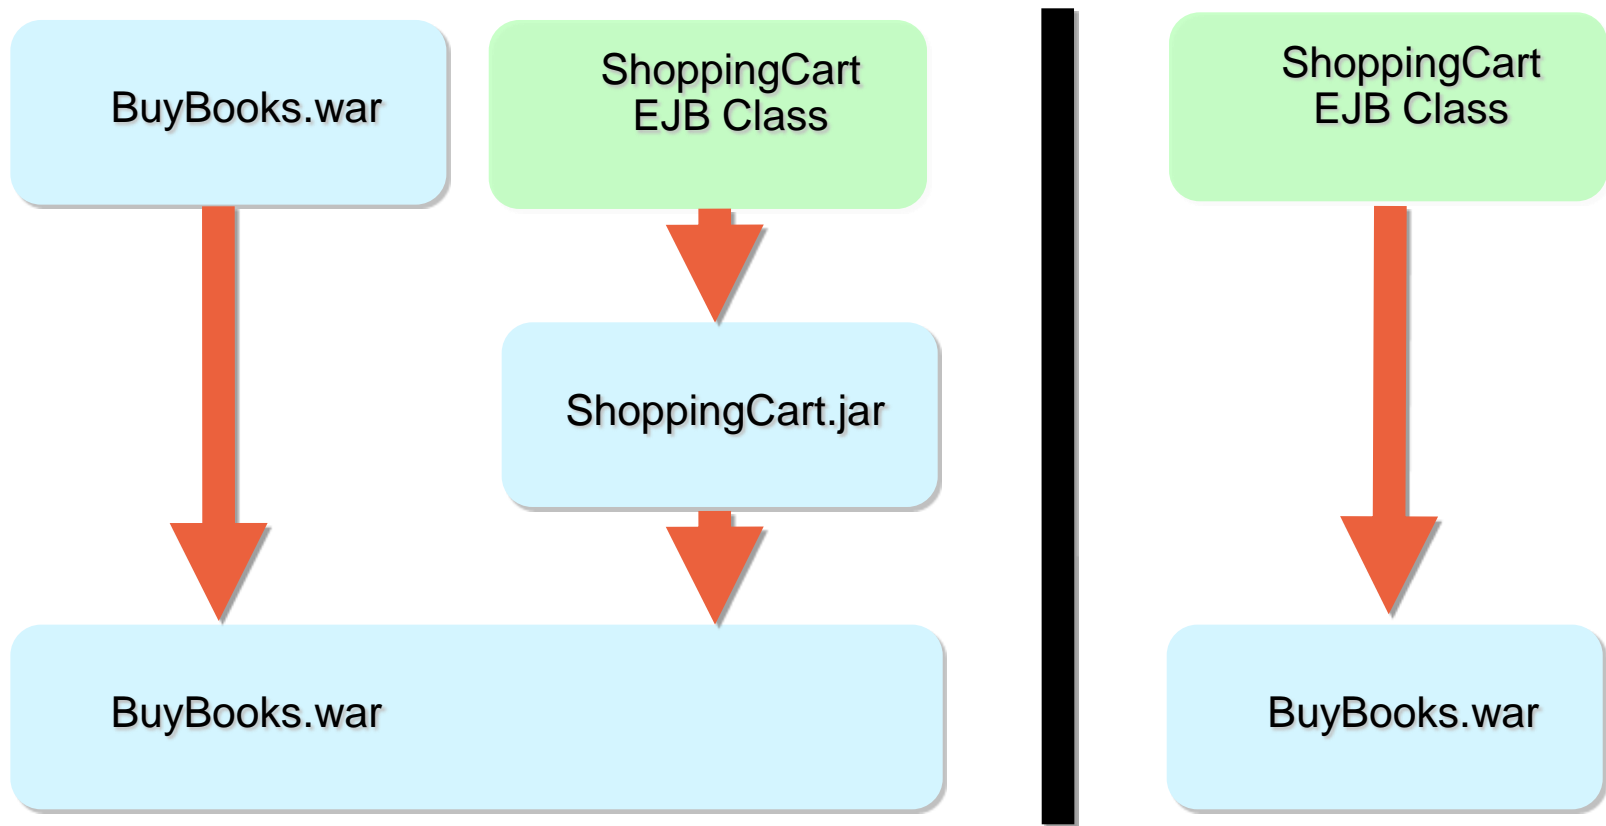 BuyBooks.war
ShoppingCart
EJB Class
ShoppingCart
EJB Class
ShoppingCart.jar
BuyBooks.war
BuyBooks.war